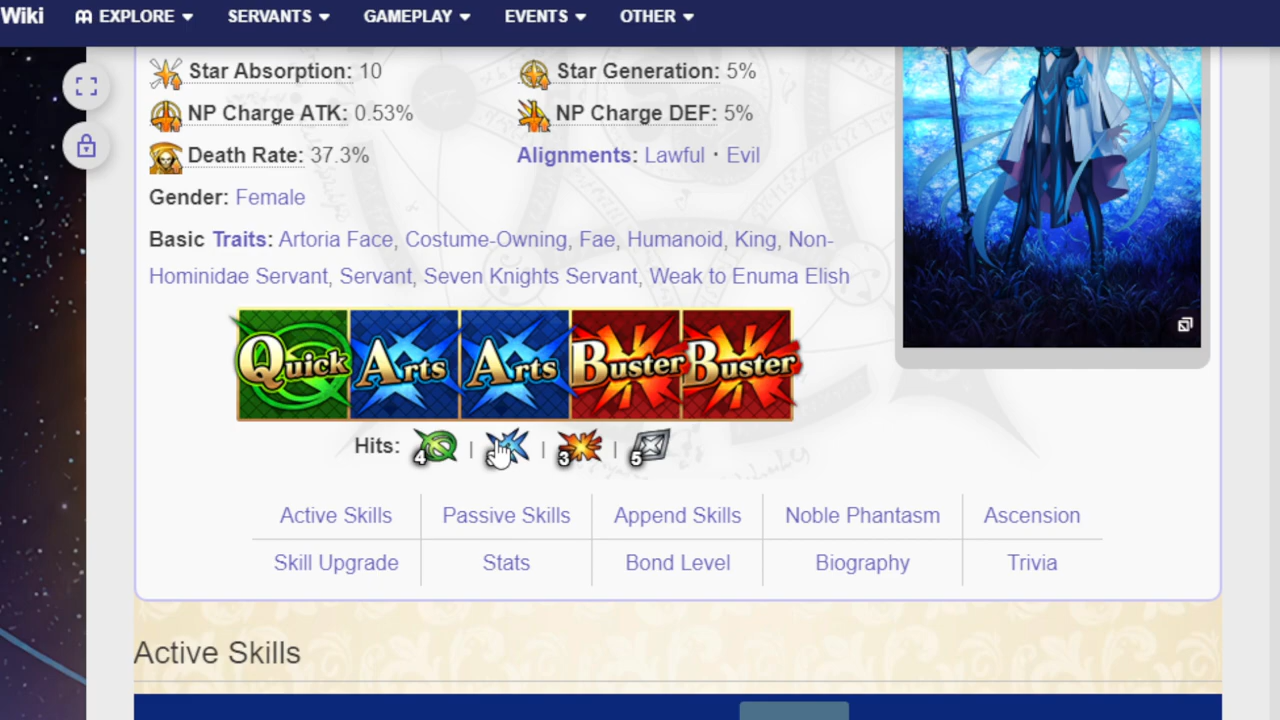 Wiki EXPLORE SERVANTS GAMEPLAY EVENTS OTHER
Star Absorption: 10 Star Generation: 5%
NP Charge ATK: 0.53% NP Charge DEF: 5%
Death Rate: 37.3% Alignments: Lawful・Evil
Gender: Female
Basic Traits: Artoria Face, Costume-Owning, Fae, Humanoid, King, Non-
Hominidae Servant, Servant, Seven Knights Servant, Weak to Enuma Elish
Quick Arts Arts Buster Buster
Hits: 4 | | 3 | 5
Active Skills Passive Skills Append Skills Noble Phantasm Ascension
Skill Upgrade Stats Bond Level Biography Trivia
Active Skills